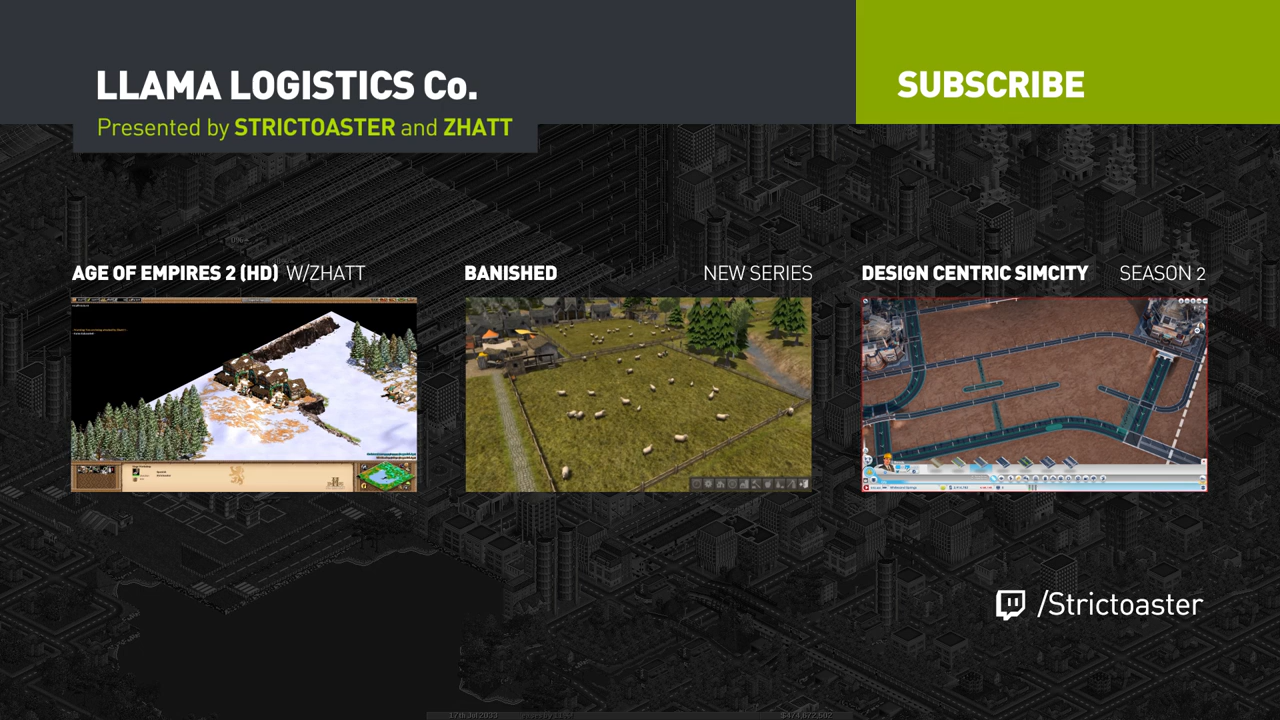 LLAMA LOGISTICS Co.
SUBSCRIBE
Presented by STRICTOASTER and ZHATT
AGE OF EMPIRES 2 (HD) W/ZHATT
BANISHED NEW SERIES
DESIGN CENTRIC SIMCITY SEASON 2
/Strictoaster